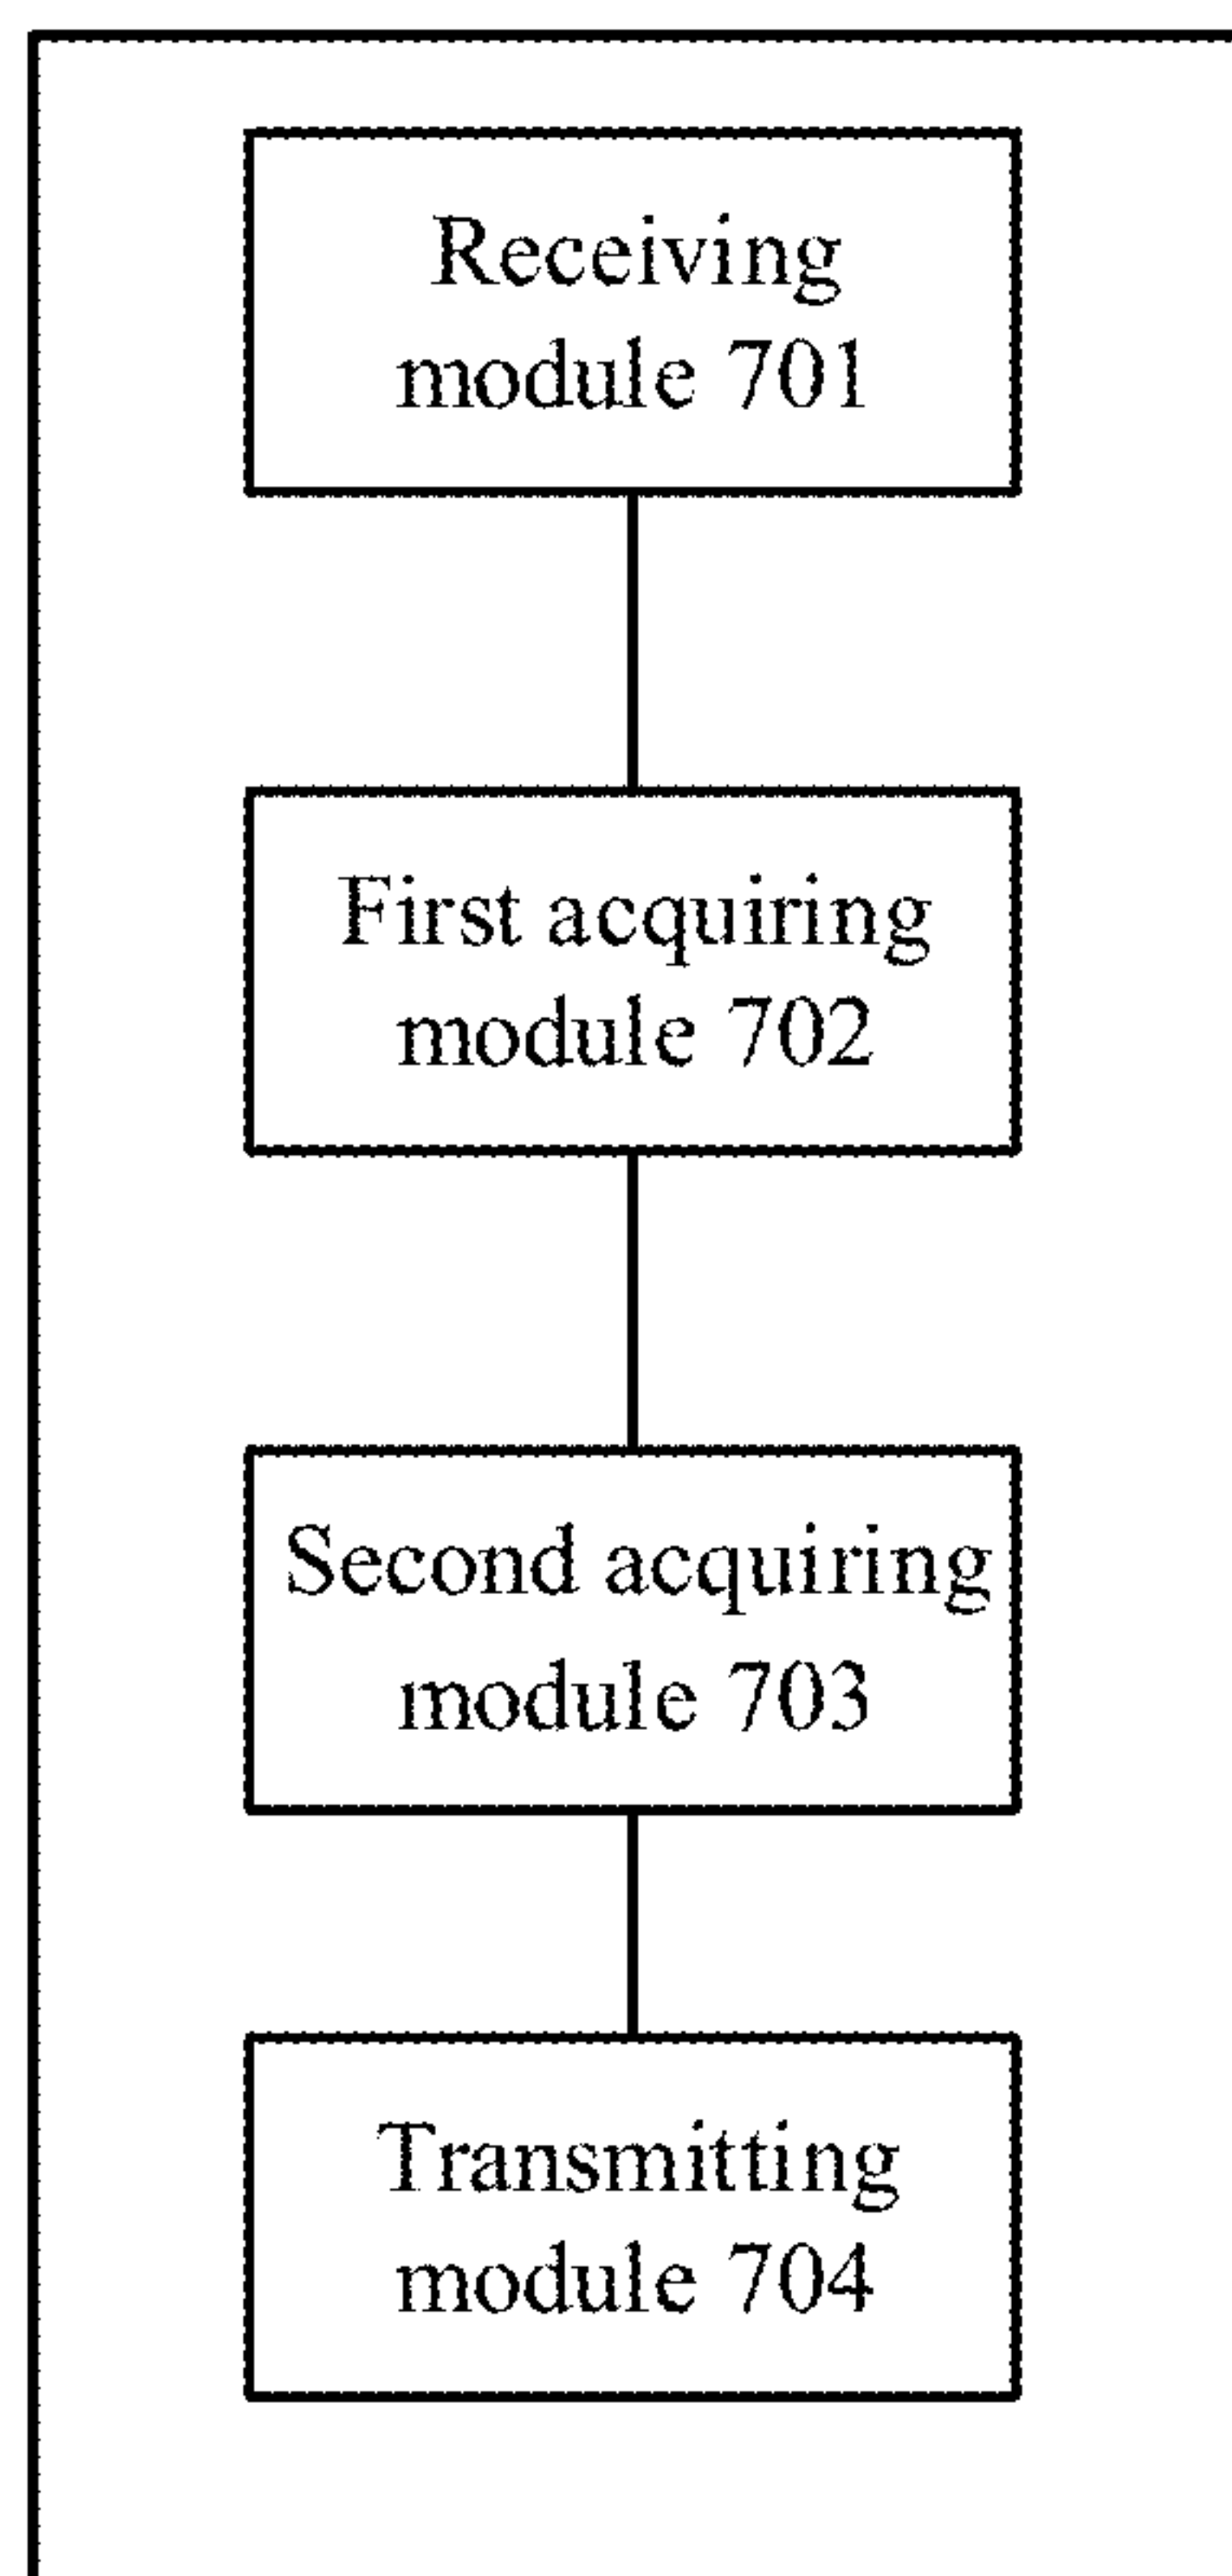 Receiving
module 701
First acquiring
module 702
Second acquiring
module 703
Transmitting
module 704